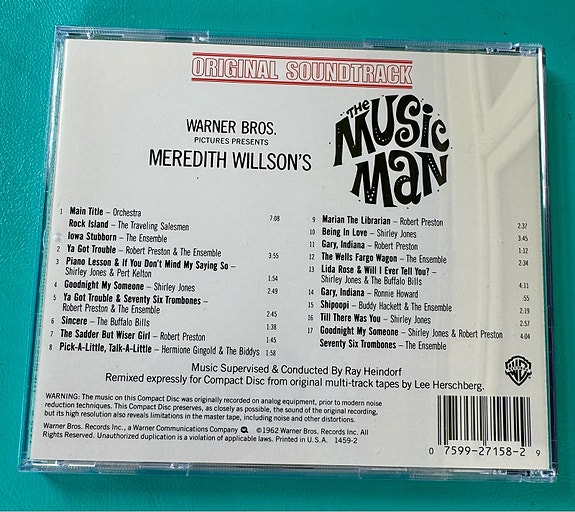 ORIGINAL SOUNDTRACK
WARNER BROS.
PICTURES PRESENTS
MEREDITH WILLSON'S
THE MUSIC MAN
1 Main Title – Orchestra
Rock Island – The Traveling Salesmen 7:08
Iowa Stubborn – The Ensemble
2 Ya Got Trouble – Robert Preston & The Ensemble 3:55
3 Piano Lesson & If You Don't Mind My Saying So –
Shirley Jones & Pert Kelton 1:54
4 Goodnight My Someone – Shirley Jones 2:49
5 Ya Got Trouble & Seventy Six Trombones –
Robert Preston & The Ensemble 2:45
6 Sincere – The Buffalo Bills 1:38
7 The Sadder But Wiser Girl – Robert Preston 1:45
8 Pick-A-Little, Talk-A-Little – Hermione Gingold & The Biddys 1:58
9 Marian The Librarian – Robert Preston 2:37
10 Being In Love – Shirley Jones 3:45
11 Gary, Indiana – Robert Preston 1:12
12 The Wells Fargo Wagon – The Ensemble 2:34
13 Lida Rose & Will I Ever Tell You? –
Shirley Jones & The Buffalo Bills 4:11
14 Gary, Indiana – Ronnie Howard :55
15 Shipoopi – Buddy Hackett & The Ensemble 2:19
16 Till There Was You – Shirley Jones 2:57
17 Goodnight My Someone – Shirley Jones & Robert Preston 4:04
Seventy Six Trombones – The Ensemble
Music Supervised & Conducted By Ray Heindorf
Remixed expressly for Compact Disc from original multi-track tapes by Lee Herschberg.
WARNING: The music on this Compact Disc was originally recorded on analog equipment, prior to modern noise
reduction techniques. This Compact Disc preserves, as closely as possible, the sound of the original recording,
but its high resolution also reveals limitations in the master tape, including noise and other distortions.
Warner Bros. Records Inc., a Warner Communications Company ©1962 Warner Bros. Records Inc. All
Rights Reserved. Unauthorized duplication is a violation of applicable laws. Printed in U.S.A. 1459-2
0 7599-27158-2 9